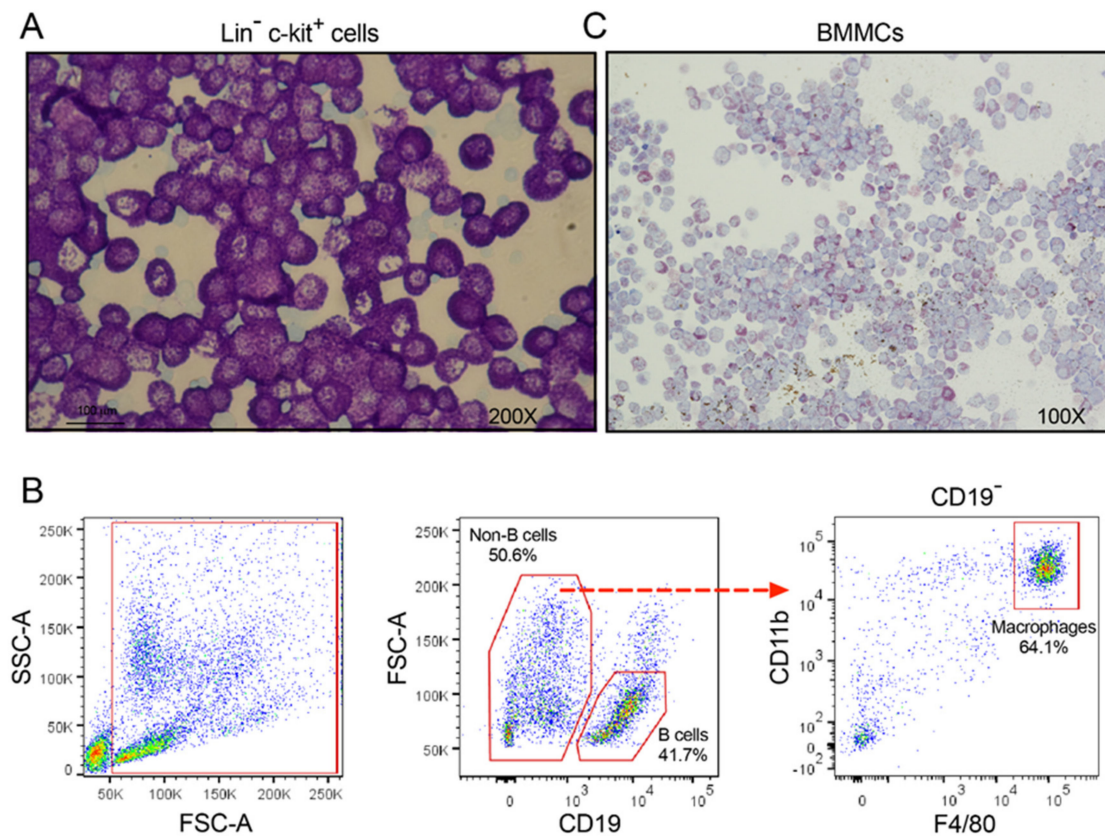 A
Lin⁻ c-kit⁺ cells
100 µm
200X
C
BMMCs
100X
B
250K
200K
150K
100K
50K
0
SSC-A
50K 100K 150K 200K 250K
FSC-A
Non-B cells
50.6%
250K
200K
150K
100K
50K
FSC-A
B cells
41.7%
0 10³ 10⁴ 10⁵
CD19
CD19⁻
10⁵
10⁴
10³
10²
0
-10²
CD11b
Macrophages
64.1%
0 10³ 10⁴ 10⁵
F4/80